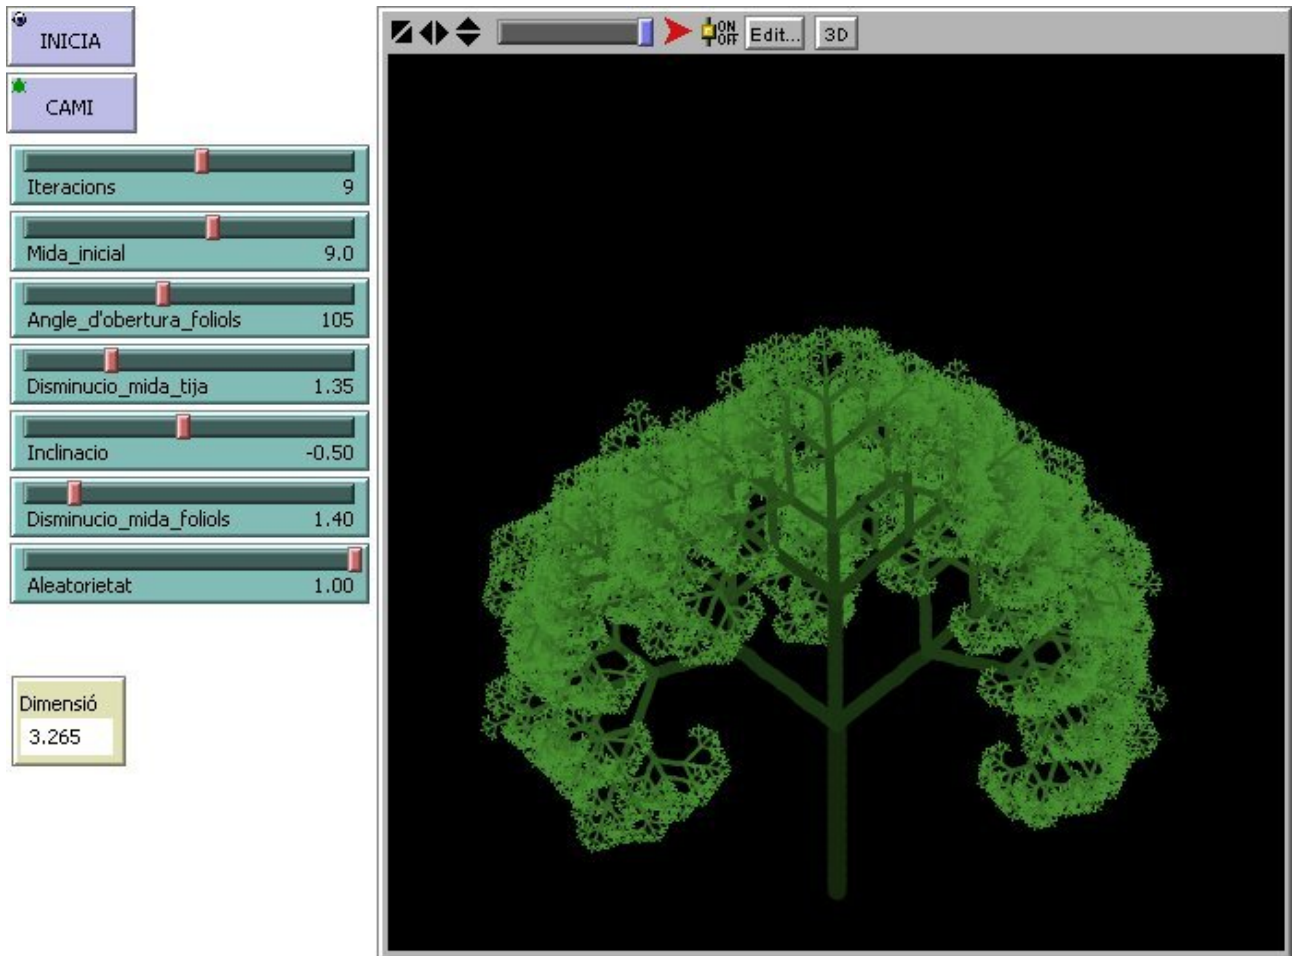 INICIA
CAMI
Iteracions 9
Mida_inicial 9.0
Angle_d'obertura_foliols 105
Disminucio_mida_tija 1.35
Inclinacio -0.50
Disminucio_mida_foliols 1.40
Aleatorietat 1.00
Dimensió
3.265
ON
OFF
Edit...
3D